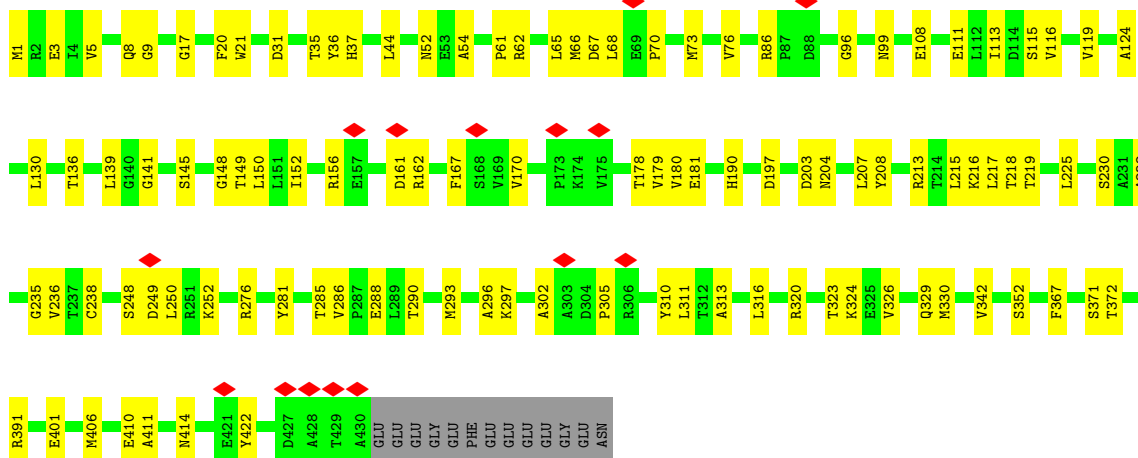 M1 R2 E3 I4 V5 Q8 G9 G17 F20 W21 D31 T35 Y36 H37 L44 N52 E53 A54 P61 R62 L65 M66 D67 L68 E69 P70 M73 V76 R86 P87 D88 G96 N99 E108 E111 L112 I113 D114 S115 V116 V119 A124
L130 T136 L139 G140 G141 S145 G148 T149 L150 L151 I152 R156 E157 D161 R162 F167 S168 V169 V170 P173 K174 V175 T178 V179 V180 E181 H190 D197 D203 N204 L207 Y208 R213 T214 L215 K216 L217 T218 T219 L225 S230 A231
G235 V236 T237 C238 S248 D249 L250 R251 K252 R276 Y281 T285 V286 P287 E288 L289 T290 M293 A296 K297 A302 A303 D304 P305 R306 Y310 L311 T312 A313 L316 R320 T323 K324 E325 V326 Q329 M330 V342 S352 F367 S371 T372
R391 E401 M406 E410 A411 N414 E421 Y422 D427 A428 T429 A430 GLU GLU GLU GLY GLU PHE GLU GLU GLU GLU GLY GLU ASN